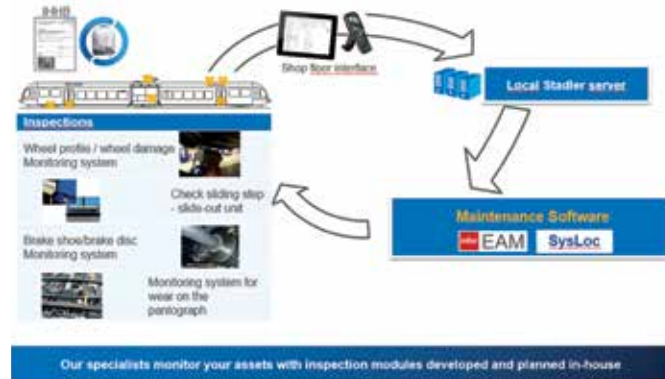 IHHB
Shop floor interface
Local Stadler server
Inspections
Wheel profile / wheel damage
Monitoring system
Check sliding step
- slide-out unit
Brake shoe/brake disc
Monitoring system
Monitoring system for
wear on the
pantograph
Maintenance Software
infor EAM
SysLoc
Our specialists monitor your assets with inspection modules developed and planned in-house